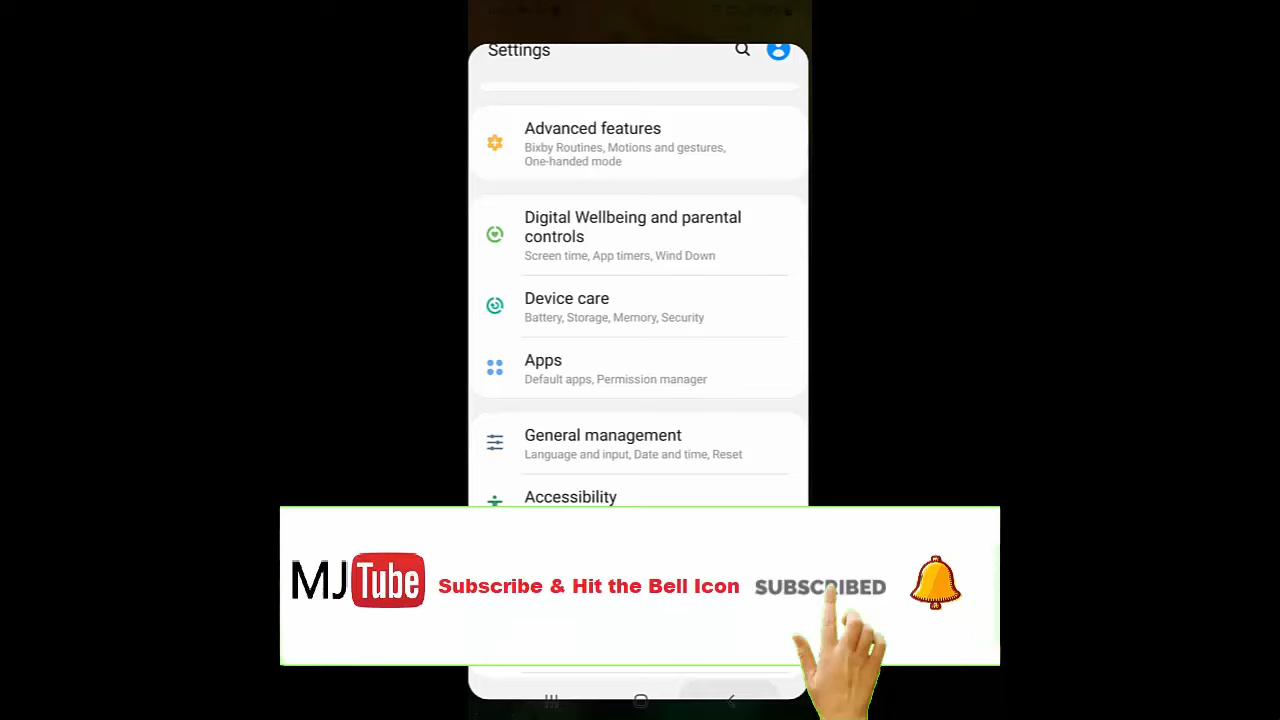 Settings
Advanced features
Bixby Routines, Motions and gestures,
One-handed mode
Digital Wellbeing and parental
controls
Screen time, App timers, Wind Down
Device care
Battery, Storage, Memory, Security
Apps
Default apps, Permission manager
General management
Language and input, Date and time, Reset
Accessibility
MJTube Subscribe & Hit the Bell Icon SUBSCRIBED